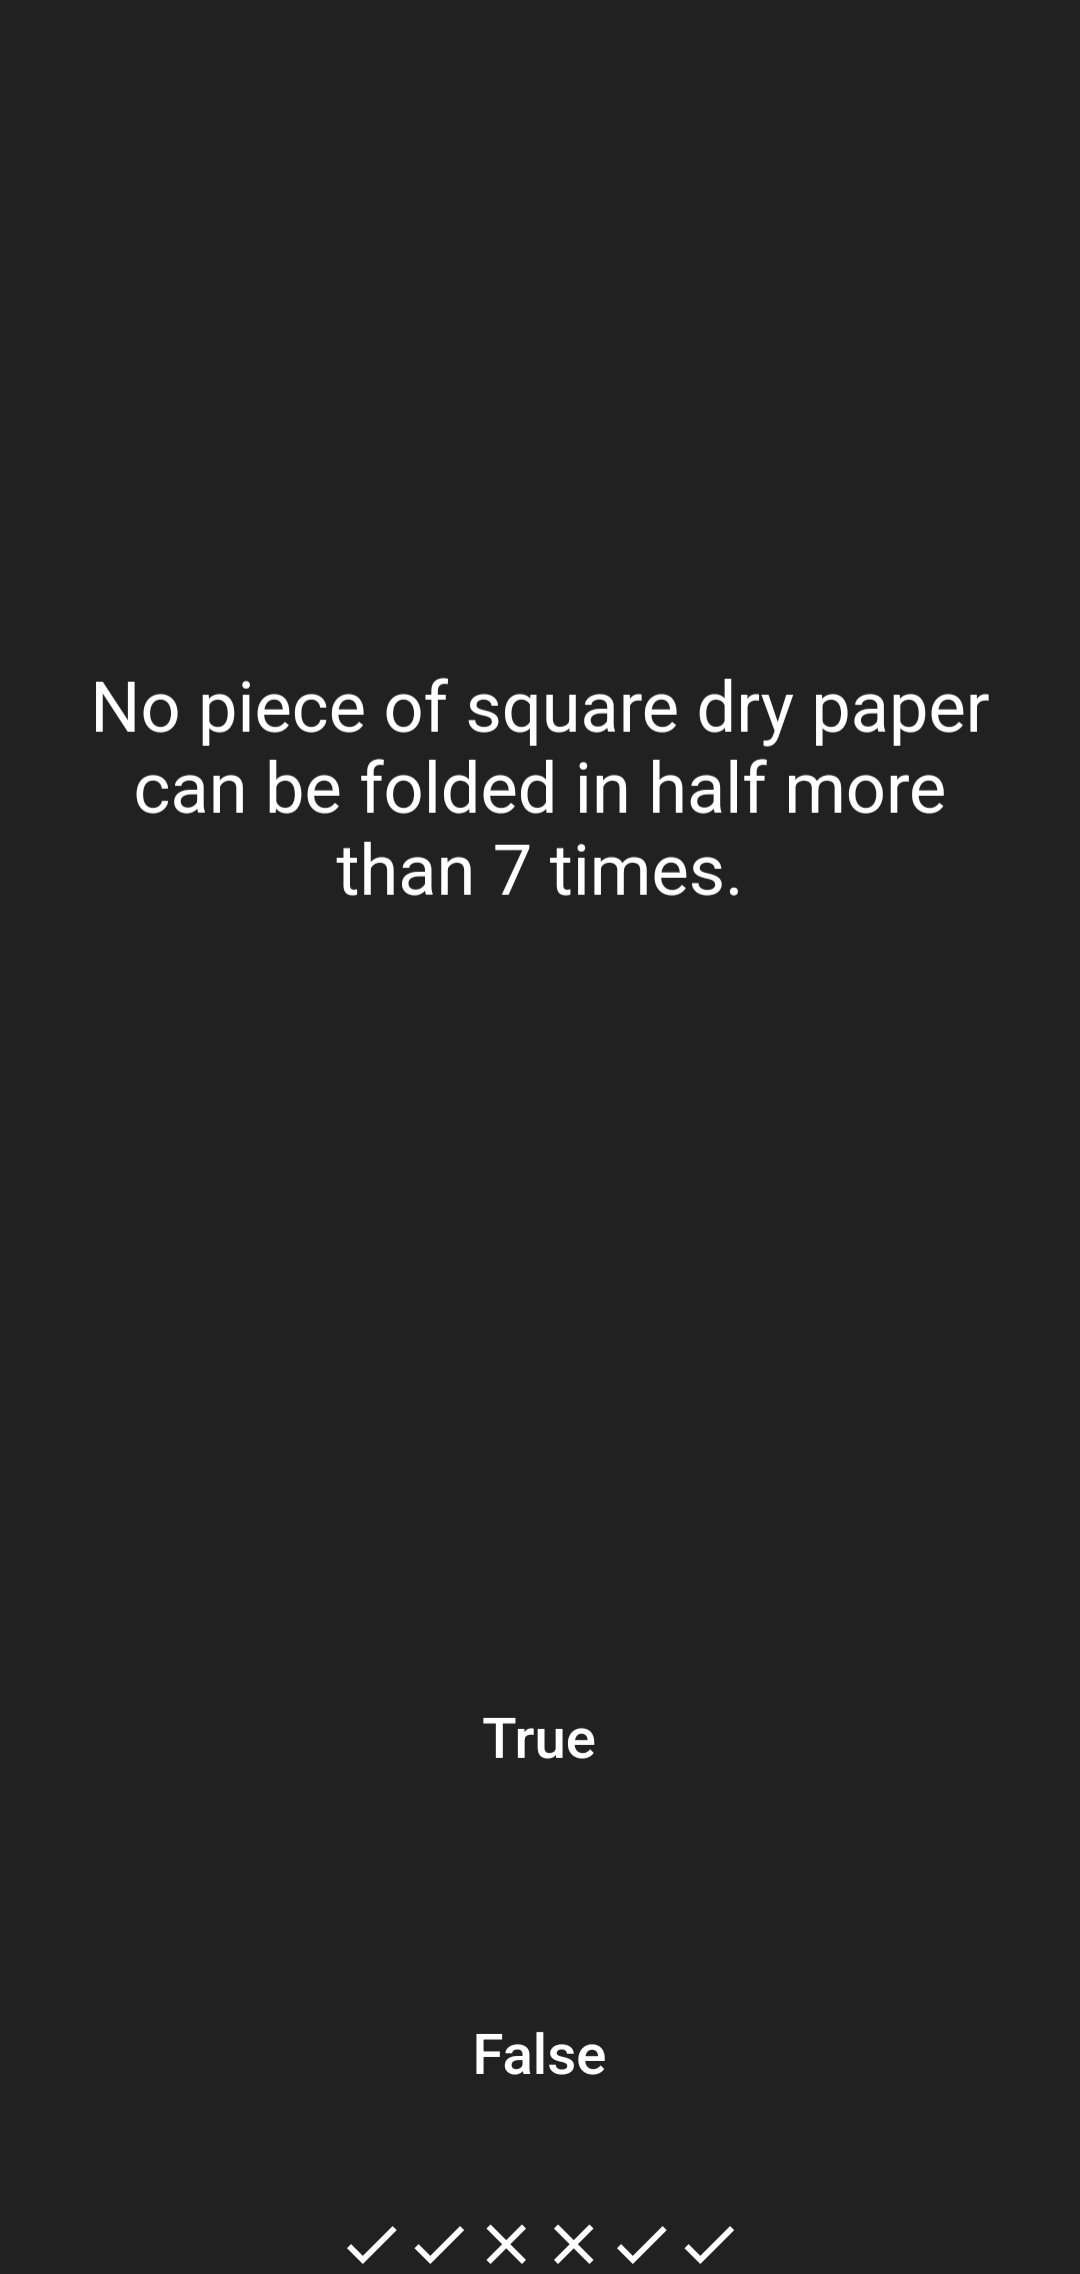 No piece of square dry paper
can be folded in half more
than 7 times.
True
False